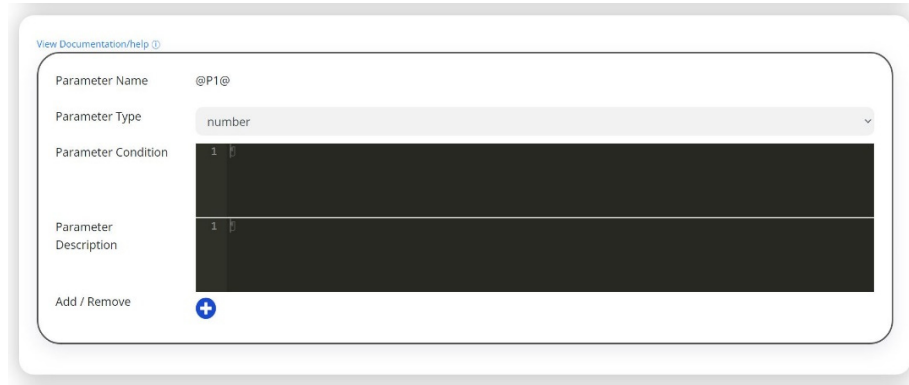 View Documentation/help ⓘ
Parameter Name @P1@
Parameter Type number
Parameter Condition 1
Parameter
Description 1
Add / Remove